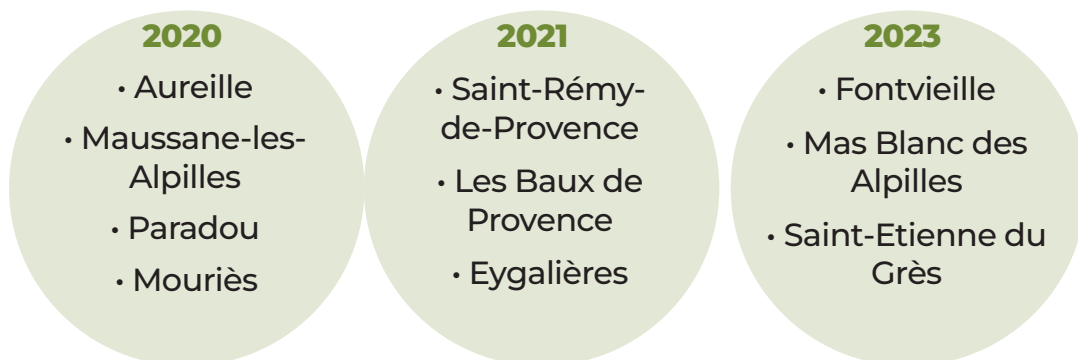 2020
• Aureille
• Maussane-les-
Alpilles
• Paradou
• Mouriès
2021
• Saint-Rémy-
de-Provence
• Les Baux de
Provence
• Eygalières
2023
• Fontvieille
• Mas Blanc des
Alpilles
• Saint-Etienne du
Grès